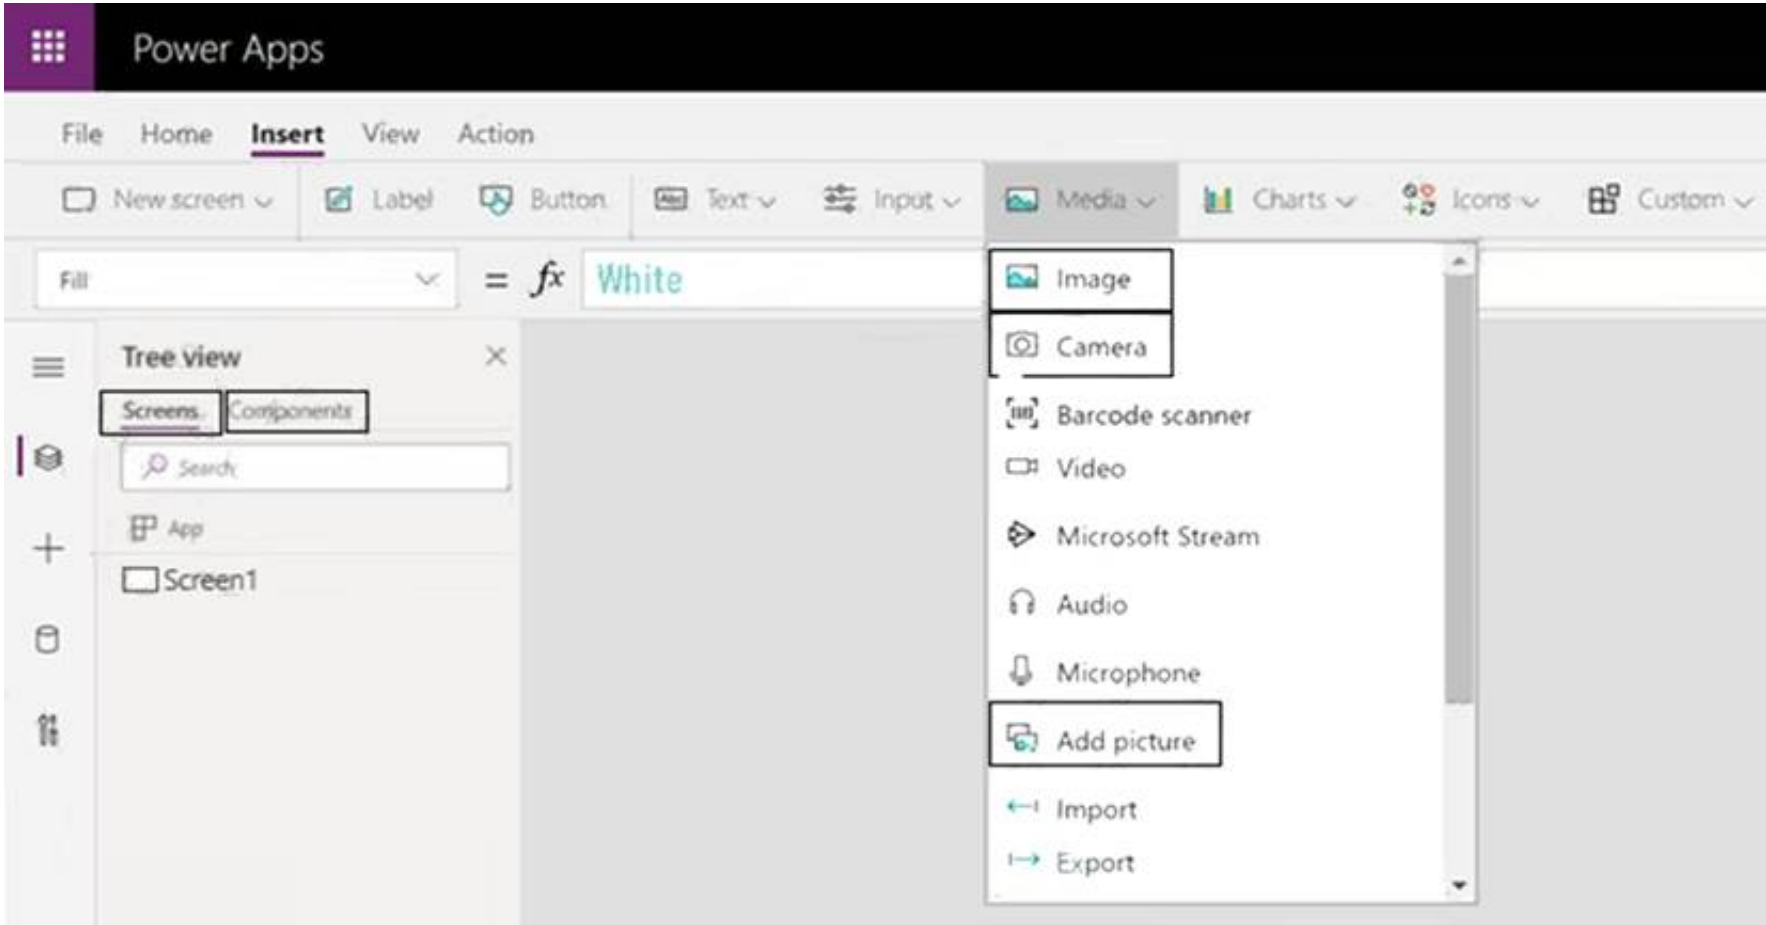 Power Apps
File Home Insert View Action
New screen Label Button Text Input Media Charts Icons Custom
Fill = fx White
Image
Tree view
Camera
Screens Components
Barcode scanner
Search
Video
App
Microsoft Stream
Screen1
Audio
Microphone
Add picture
Import
Export